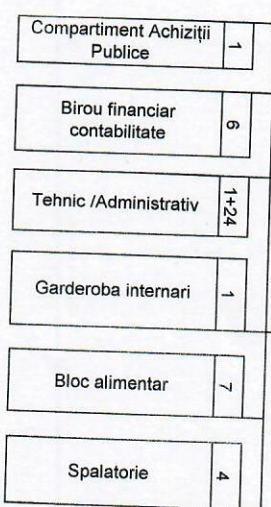 Compartiment Achiziții
Publice
1
Birou financiar
contabilitate
6
Tehnic /Administrativ
1+24
Garderoba internari
1
Bloc alimentar
7
Spalatorie
4